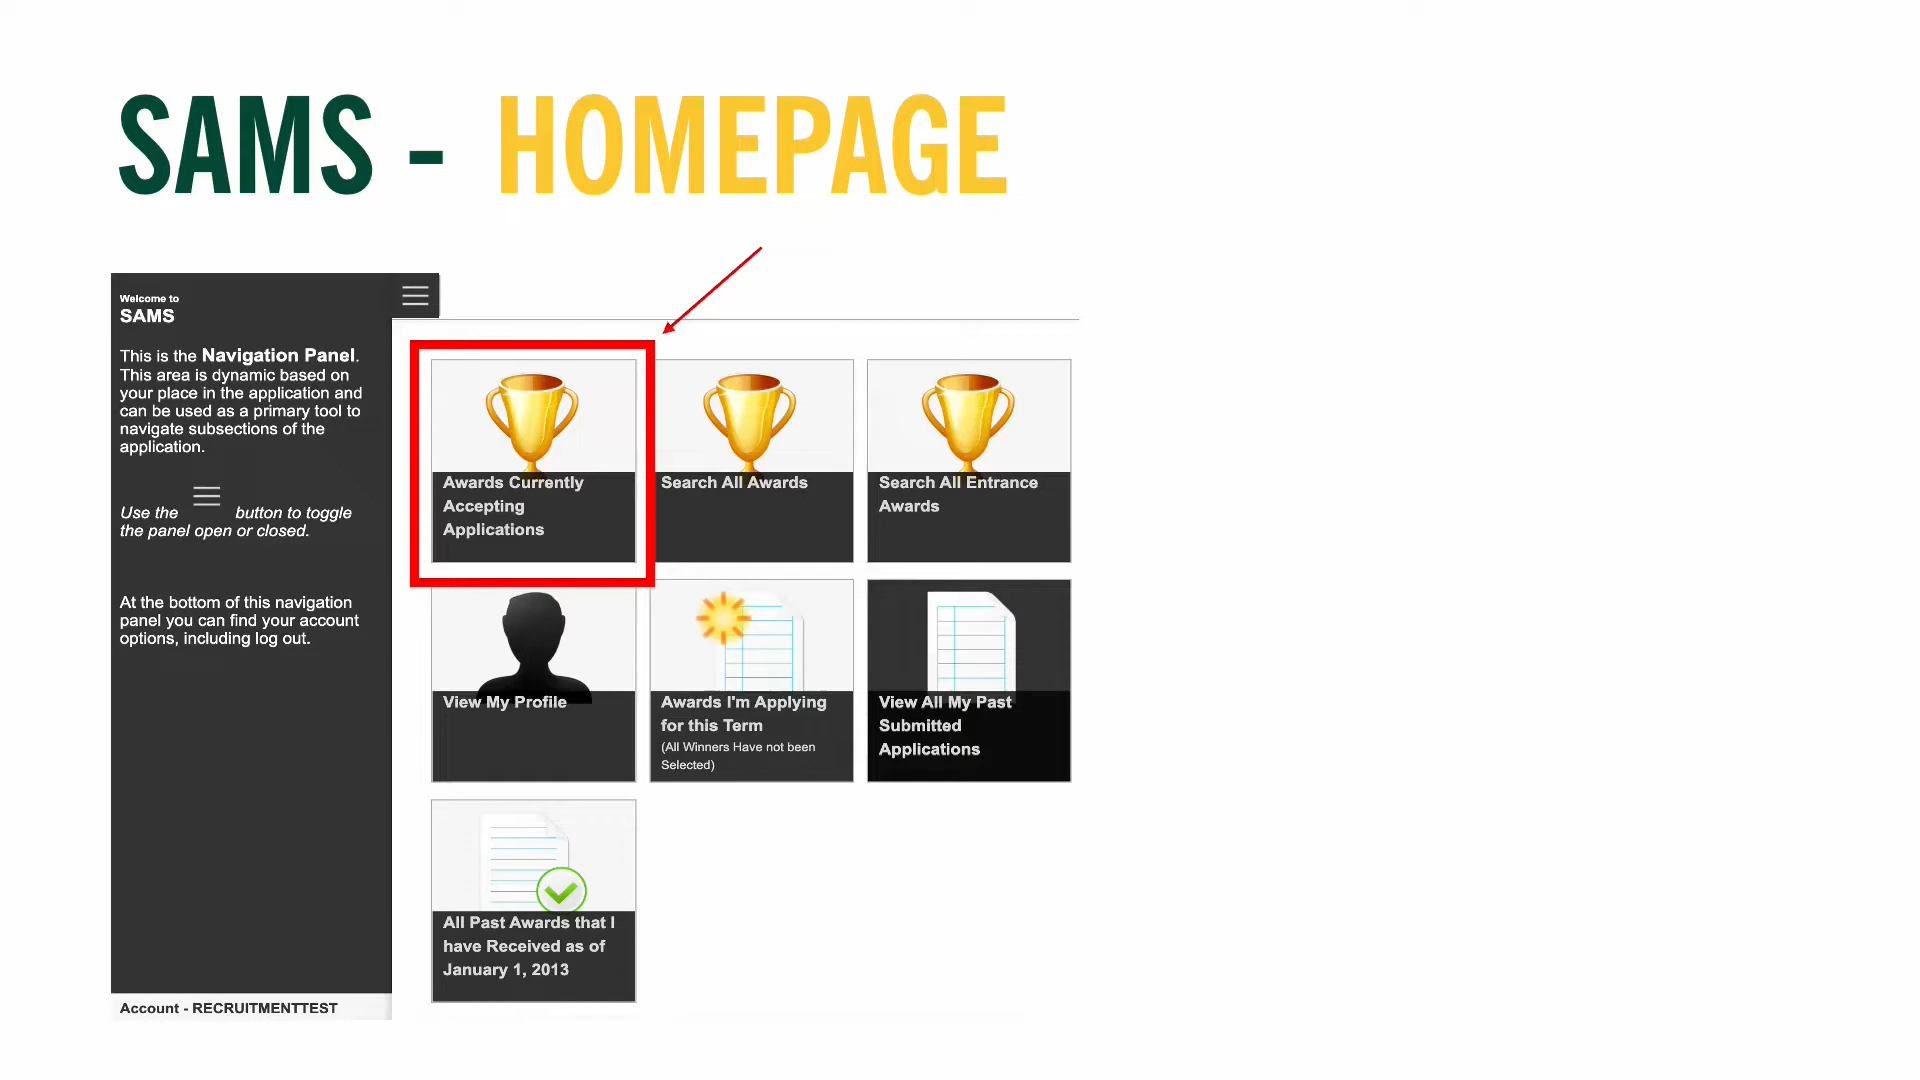 SAMS - HOMEPAGE
Welcome to
SAMS
This is the Navigation Panel.
This area is dynamic based on
your place in the application and
can be used as a primary tool to
navigate subsections of the
application.
Use the button to toggle
the panel open or closed.
At the bottom of this navigation
panel you can find your account
options, including log out.
Account - RECRUITMENTTEST
Awards Currently
Accepting
Applications
Search All Awards
Search All Entrance
Awards
View My Profile
Awards I'm Applying
for this Term
(All Winners Have not been
Selected)
View All My Past
Submitted
Applications
All Past Awards that I
have Received as of
January 1, 2013